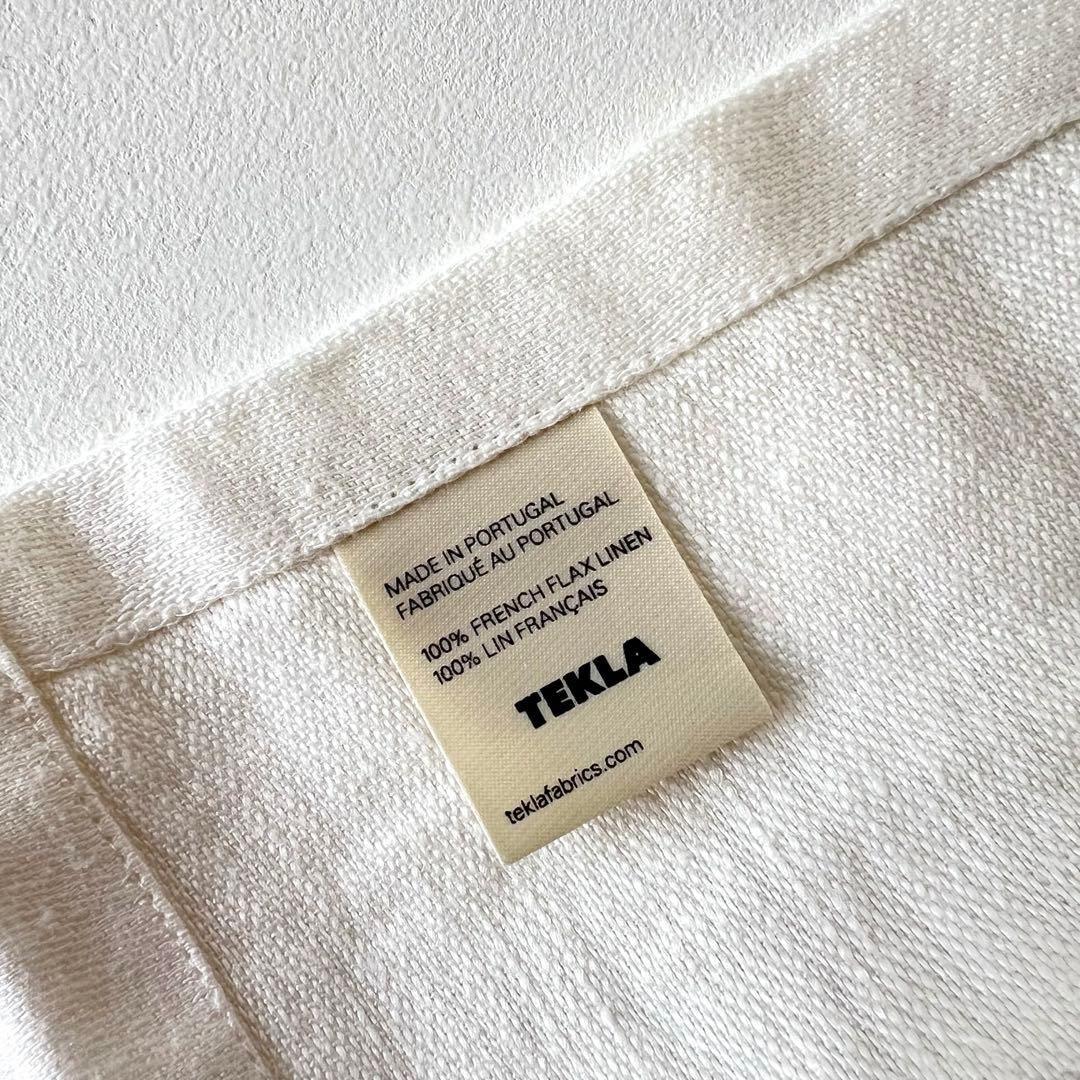 MADE IN PORTUGAL
FABRIQUÉ AU PORTUGAL
100% FRENCH FLAX LINEN
100% LIN FRANÇAIS
TEKLA
teklafabrics.com